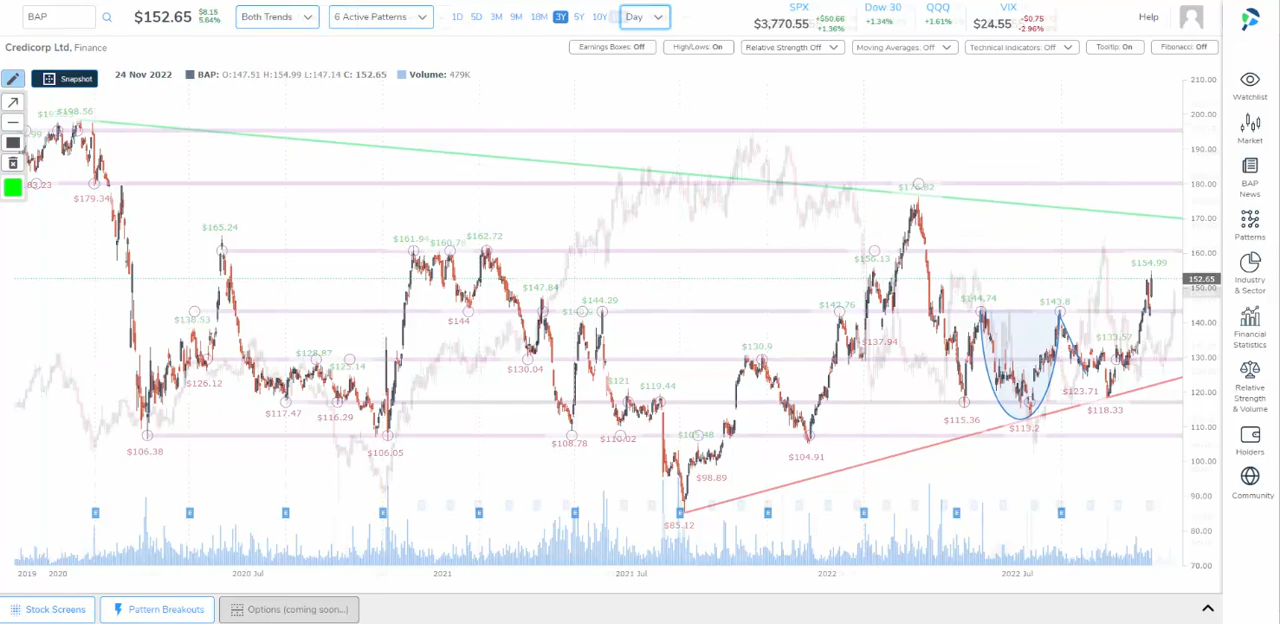 BAP $152.65 $8.15 5.64% Both Trends 6 Active Patterns 1D 5D 3M 9M 18M 3Y 5Y 10Y Day SPX $3,770.55 +$50.66 +1.36% Dow 30 +1.34% QQQ +1.61% VIX $24.55 -$0.75 -2.96% Help
Credicorp Ltd, Finance Earnings Boxes: Off High/Lows: On Relative Strength Off Moving Averages: Off Technical Indicators: Off Tooltip: On Fibonacci: Off
Snapshot 24 Nov 2022 BAP: O:147.51 H:154.99 L:147.14 C: 152.65 Volume: 479K
$198.56
$179.34
$176.82
$165.24
$161.94
$162.72
$156.13
$154.99
$147.84
$144.29
$144
$144.74
$143.8
$142.76
$138.53
$137.94
$133.57
$130.9
$130.04
$128.87
$126.12
$125.14
$123.71
$121
$119.44
$118.33
$117.47
$116.29
$115.36
$113.2
$110.02
$108.78
$106.38
$106.05
$105.48
$104.91
$98.89
$85.12
210.00
200.00
190.00
180.00
170.00
160.00
152.65
150.00
140.00
130.00
120.00
110.00
100.00
90.00
80.00
70.00
E E E E E E E E E E E
2019 2020 2020 Jul 2021 2021 Jul 2022 2022 Jul
Watchlist
Market
BAP
News
Patterns
Industry
& Sector
Financial
Statistics
Relative
Strength
& Volume
Holders
Community
Stock Screens Pattern Breakouts Options (coming soon...)